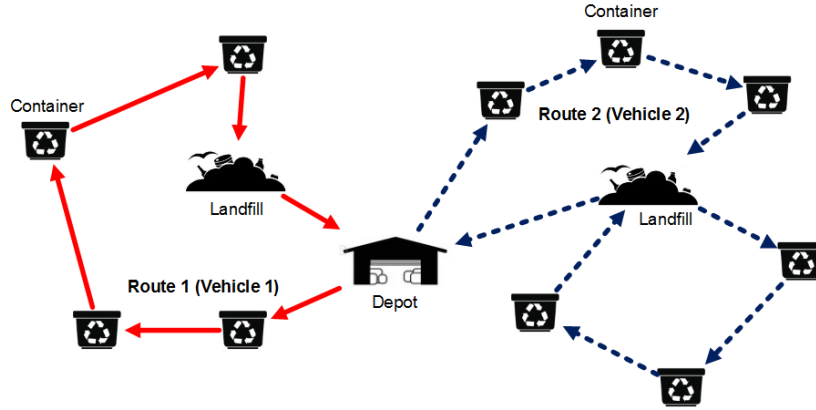 Container
Container
Route 2 (Vehicle 2)
Landfill
Landfill
Route 1 (Vehicle 1)
Depot